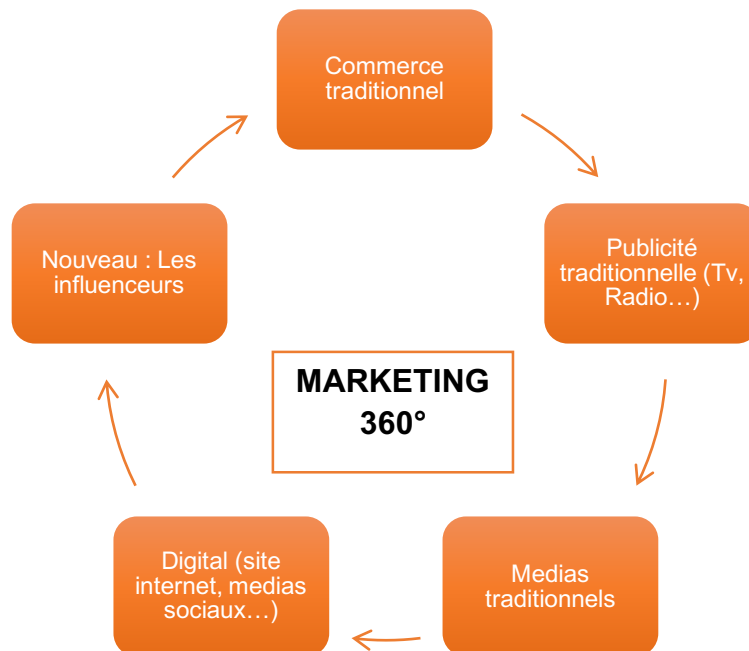 Commerce
traditionnel
Publicité
traditionnelle (Tv,
Radio…)
Medias
traditionnels
Digital (site
internet, medias
sociaux…)
Nouveau : Les
influenceurs
MARKETING
360°